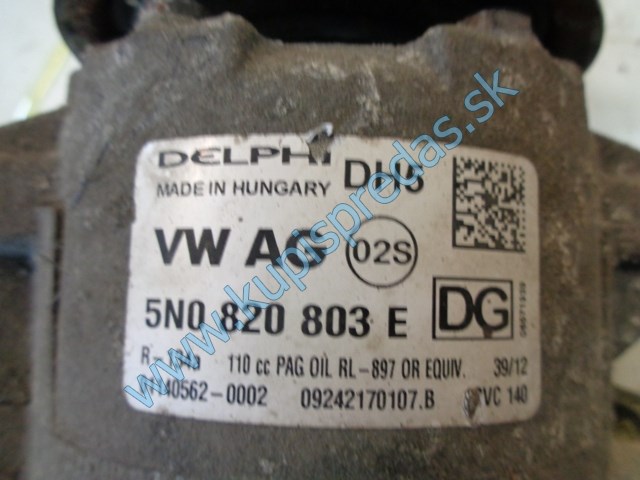 DELPHI
MADE IN HUNGARY
VW AG
02S
5N0 820 803 E
DG
110 cc PAG OIL RL-897 OR EQUIV.
39/12
09242170107.B
CVC 140
www.kupispredas.sk